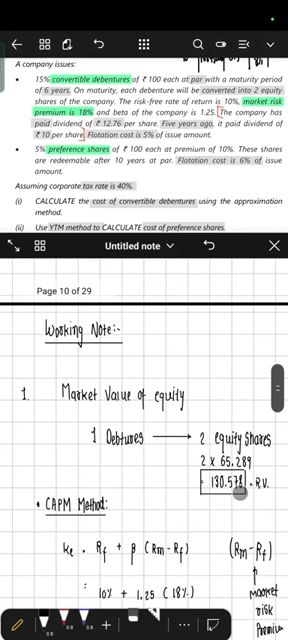 A company issues:
• 15% convertible debentures of ₹ 100 each at par with a maturity period
of 6 years. On maturity, each debenture will be converted into 2 equity
shares of the company. The risk-free rate of return is 10%, market risk
premium is 18% and beta of the company is 1.25. The company has
paid dividend of ₹ 12.76 per share. Five years ago, it paid dividend of
₹ 10 per share. Flotation cost is 5% of issue amount.
• 5% preference shares of ₹ 100 each at premium of 10%. These shares
are redeemable after 10 years at par. Flotation cost is 6% of issue
amount.
Assuming corporate tax rate is 40%.
(i) CALCULATE the cost of convertible debentures using the approximation
method.
(ii) Use YTM method to CALCULATE cost of preference shares.
Untitled note
Page 10 of 29
Working Note:-
1. Market Value of equity
1 Debtures → 2 equity shares
2 x 65.289
= 130.578 = R.V.
• CAPM Method:
Ke = Rf + β (Rm - Rf) (Rm - Rf)
= 10% + 1.25 (18%) Market
risk
Premium
0.8 0.8 0.8